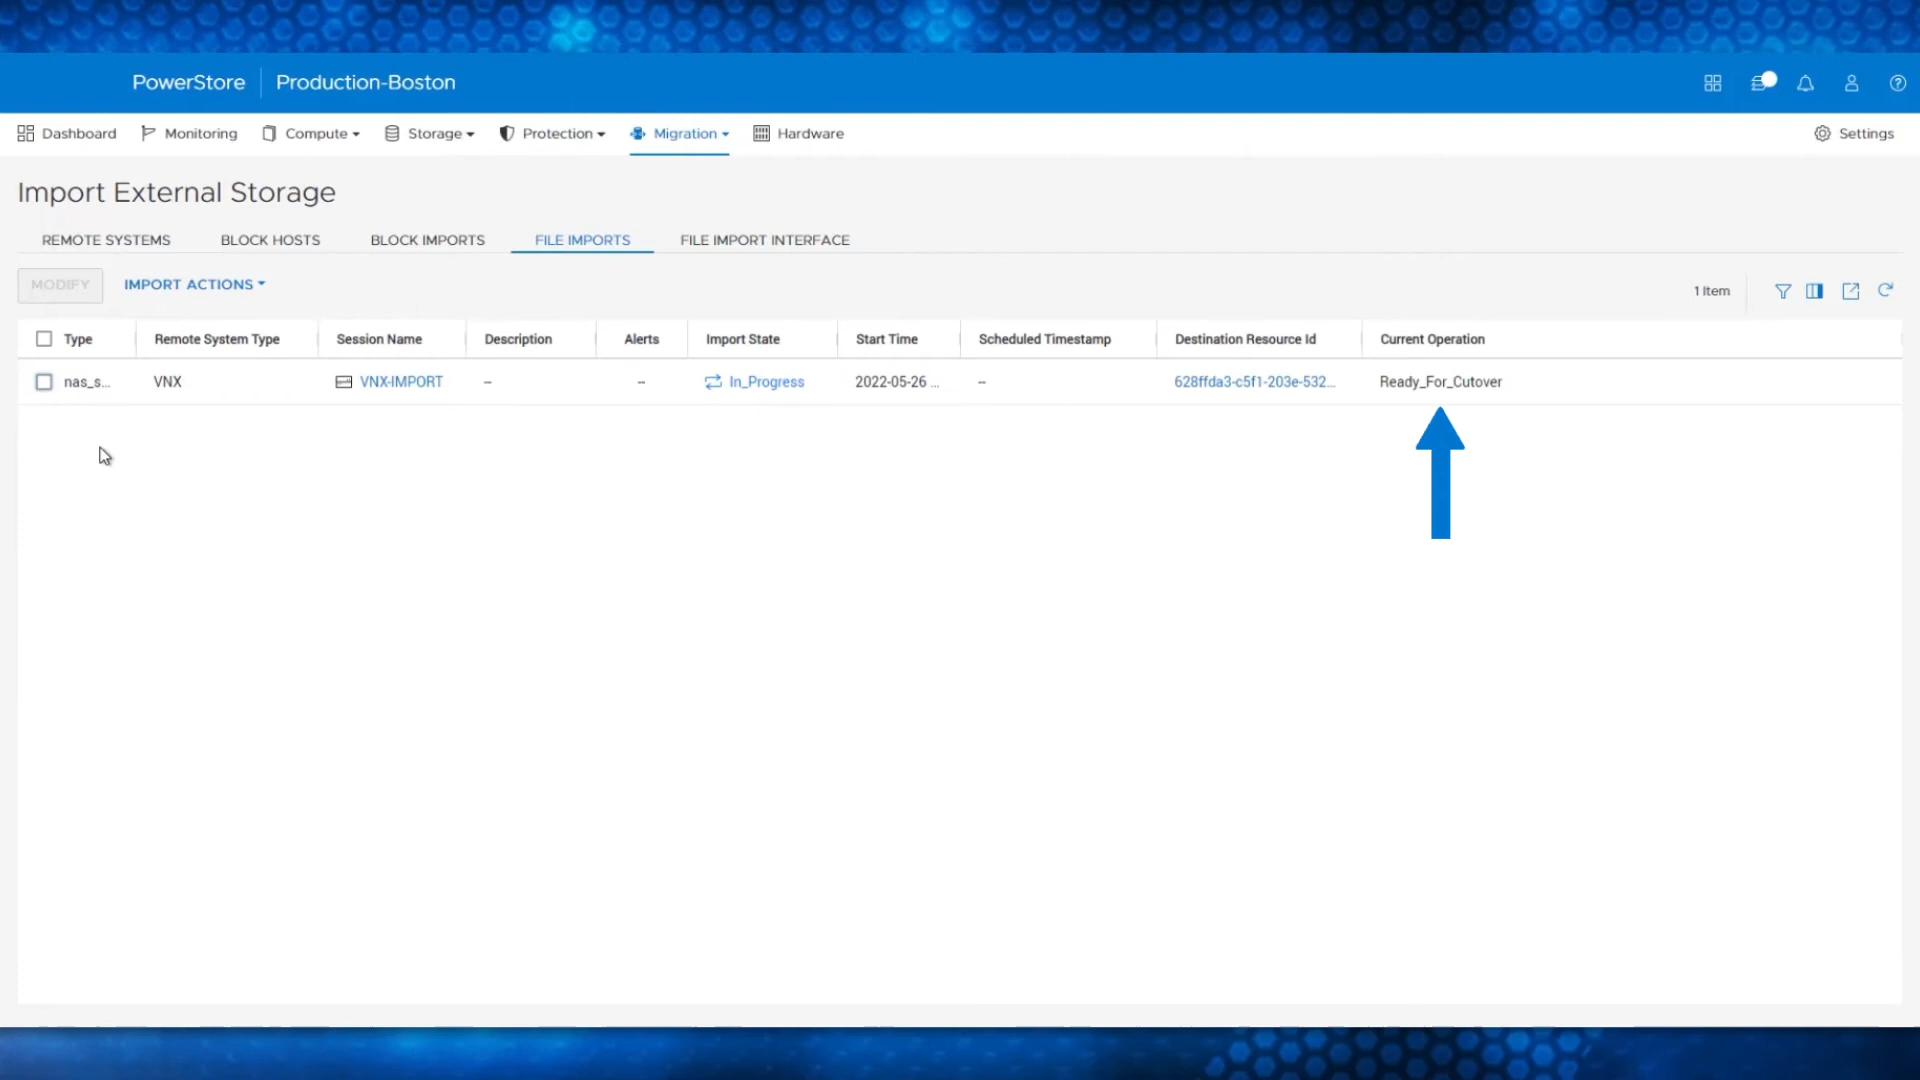 PowerStore Production-Boston
Dashboard Monitoring Compute Storage Protection Migration Hardware Settings
Import External Storage
REMOTE SYSTEMS BLOCK HOSTS BLOCK IMPORTS FILE IMPORTS FILE IMPORT INTERFACE
MODIFY IMPORT ACTIONS 1 Item
Type Remote System Type Session Name Description Alerts Import State Start Time Scheduled Timestamp Destination Resource Id Current Operation
nas_s... VNX VNX-IMPORT -- -- In_Progress 2022-05-26 ... -- 628ffda3-c5f1-203e-532... Ready_For_Cutover